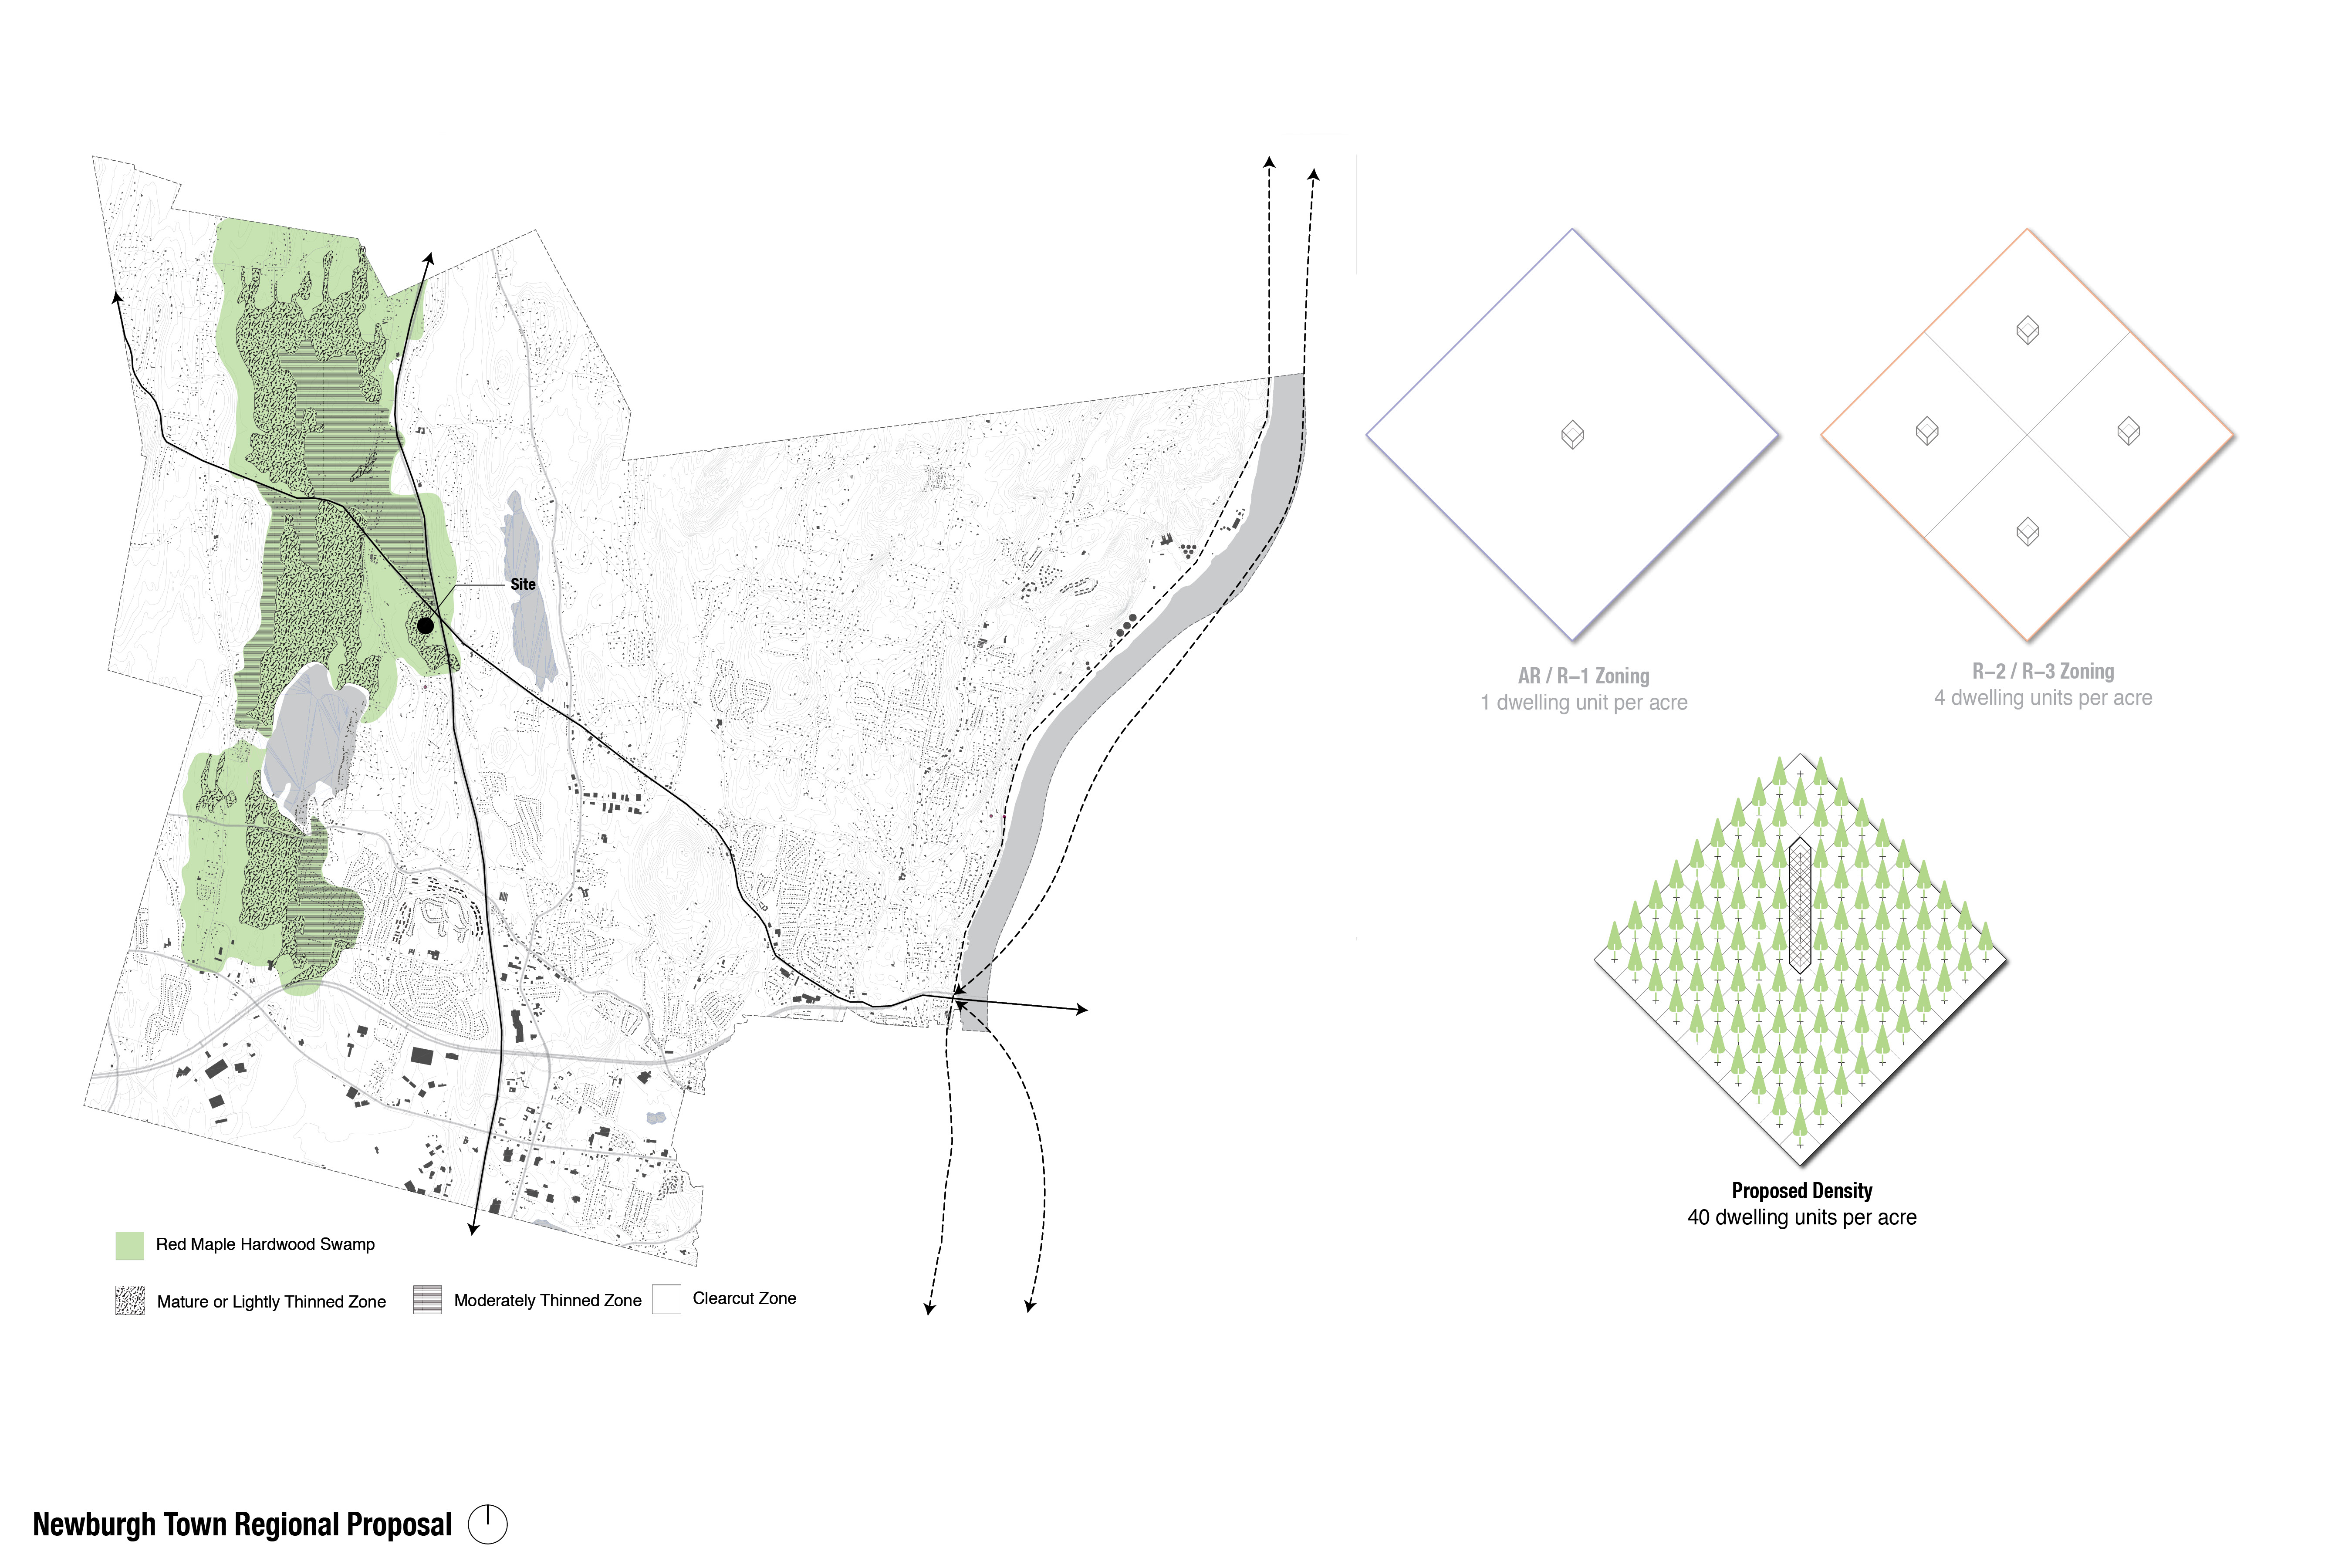 Site
AR / R–1 Zoning
1 dwelling unit per acre
R–2 / R–3 Zoning
4 dwelling units per acre
Proposed Density
40 dwelling units per acre
Red Maple Hardwood Swamp
Mature or Lightly Thinned Zone
Moderately Thinned Zone
Clearcut Zone
Newburgh Town Regional Proposal